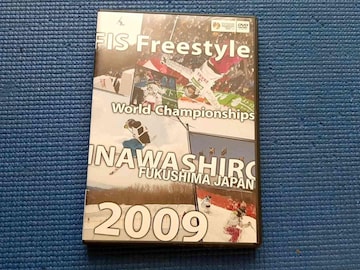 FIS Freestyle
World Championships
INAWASHIRO
FUKUSHIMA JAPAN
2009